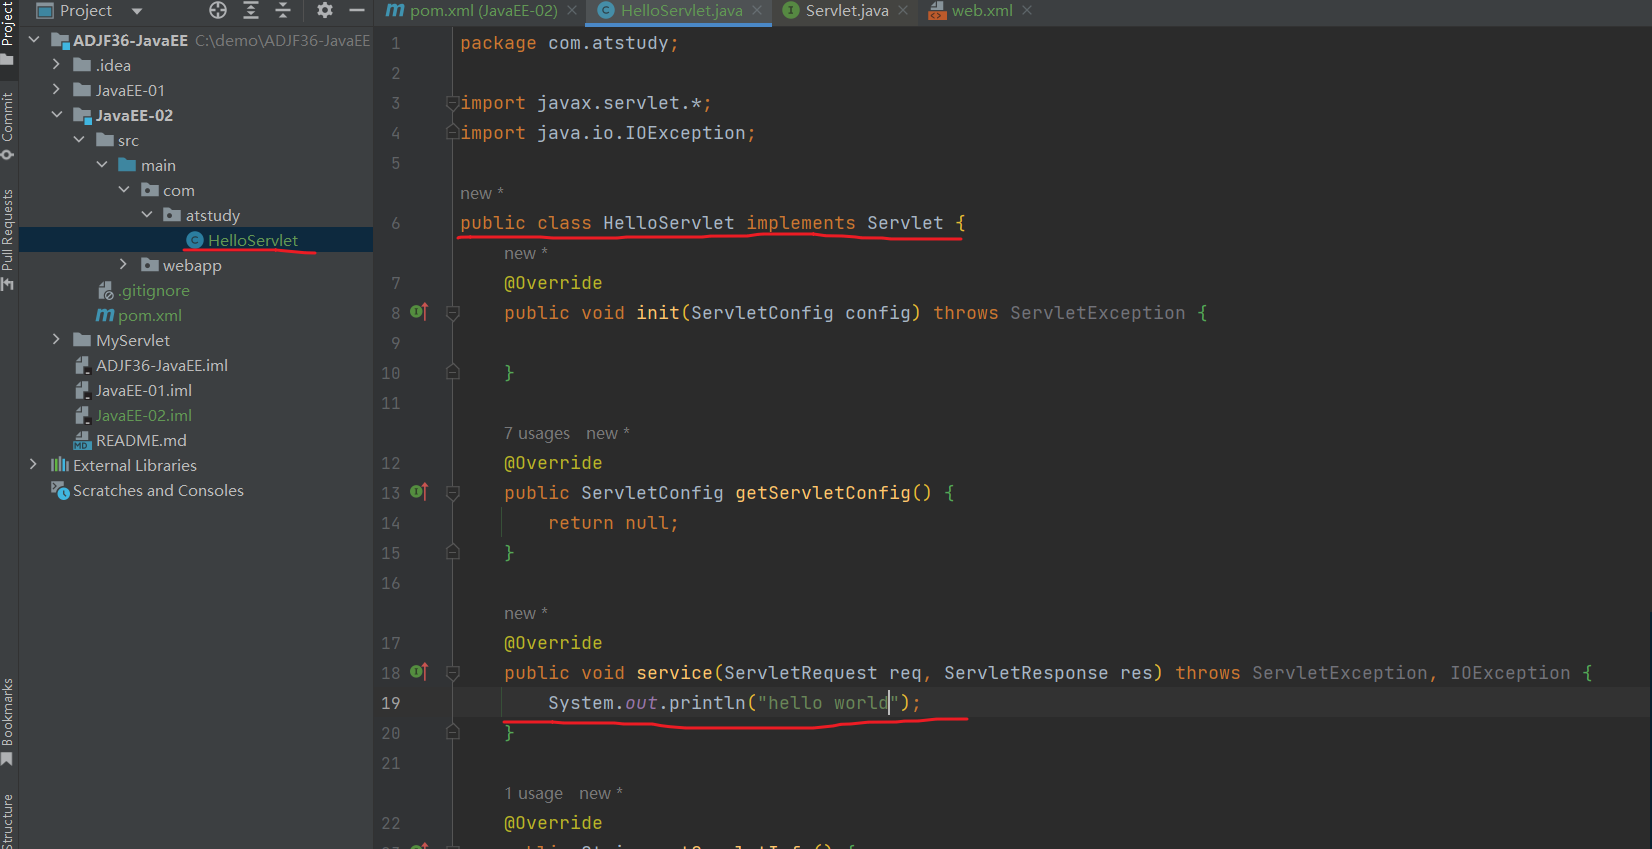 Project
pom.xml (JavaEE-02)
HelloServlet.java
Servlet.java
web.xml
Project
Commit
Pull Requests
Bookmarks
Structure
ADJF36-JavaEE C:\demo\ADJF36-JavaEE
.idea
JavaEE-01
JavaEE-02
src
main
com
atstudy
HelloServlet
webapp
.gitignore
pom.xml
MyServlet
ADJF36-JavaEE.iml
JavaEE-01.iml
JavaEE-02.iml
README.md
External Libraries
Scratches and Consoles
1 package com.atstudy;
2
3 import javax.servlet.*;
4 import java.io.IOException;
5
new *
6 public class HelloServlet implements Servlet {
new *
7 @Override
8 public void init(ServletConfig config) throws ServletException {
9
10 }
11
7 usages new *
12 @Override
13 public ServletConfig getServletConfig() {
14 return null;
15 }
16
new *
17 @Override
18 public void service(ServletRequest req, ServletResponse res) throws ServletException, IOException {
19 System.out.println("hello world");
20 }
21
1 usage new *
22 @Override
23 public String getServletInfo() {